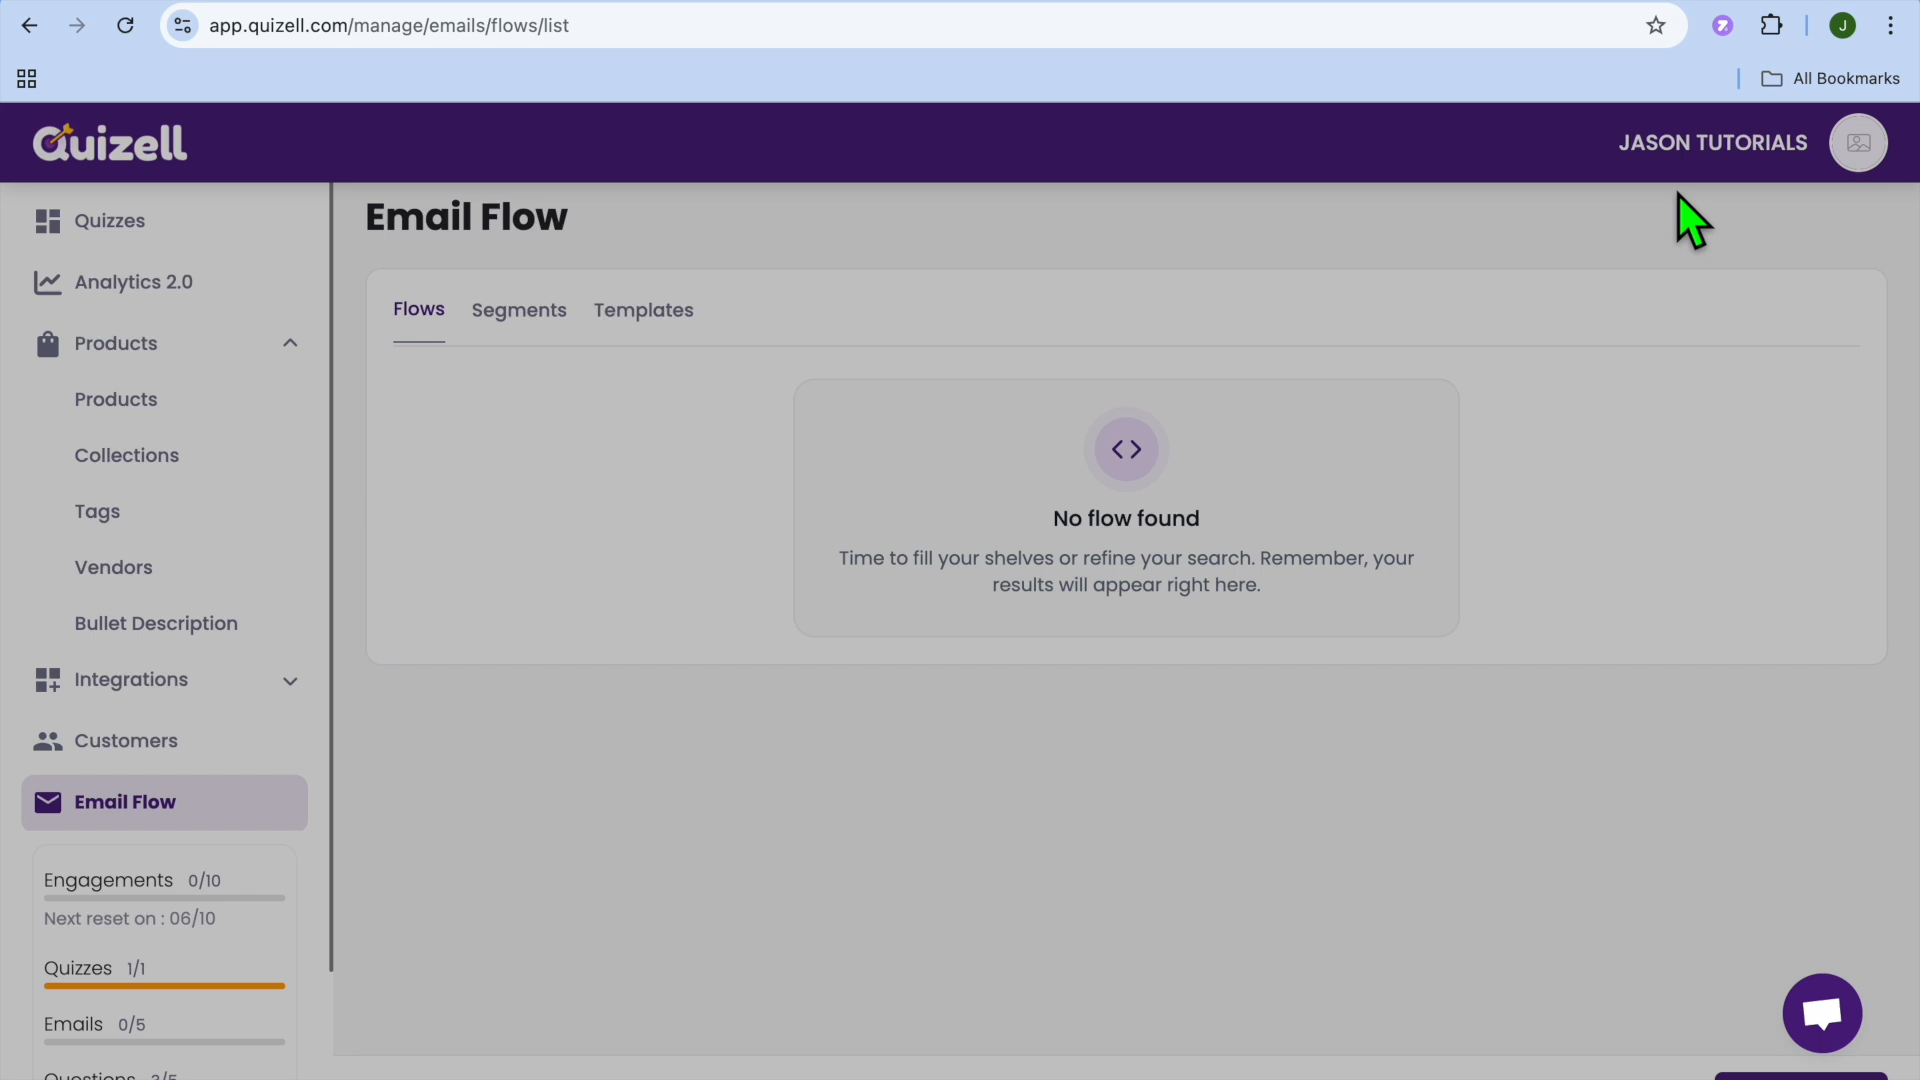 app.quizell.com/manage/emails/flows/list
J
All Bookmarks
Quizell
JASON TUTORIALS
Quizzes
Analytics 2.0
Products
Products
Collections
Tags
Vendors
Bullet Description
Integrations
Customers
Email Flow
Engagements 0/10
Next reset on : 06/10
Quizzes 1/1
Emails 0/5
Questions 3/5
Email Flow
Flows Segments Templates
No flow found
Time to fill your shelves or refine your search. Remember, your
results will appear right here.